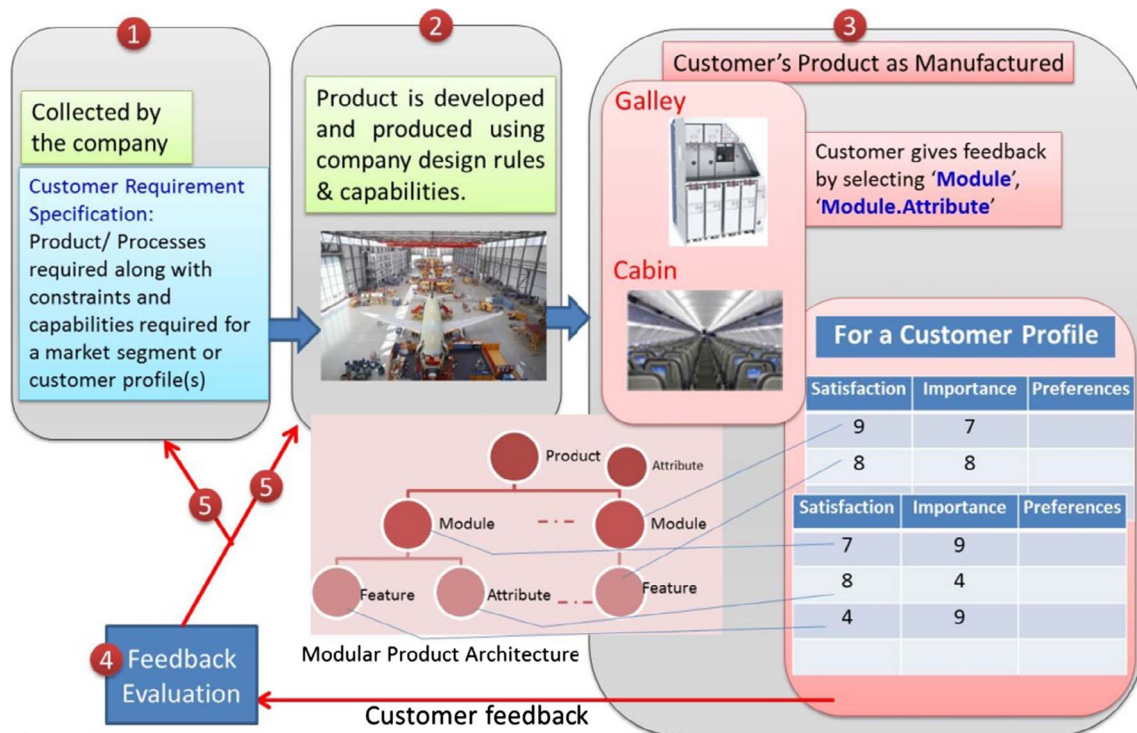 1
Collected by
the company
Customer Requirement
Specification:
Product/ Processes
required along with
constraints and
capabilities required for
a market segment or
customer profile(s)
2
Product is developed
and produced using
company design rules
& capabilities.
3
Customer's Product as Manufactured
Galley
Cabin
Customer gives feedback
by selecting ‘Module’,
‘Module.Attribute’
For a Customer Profile
Satisfaction Importance Preferences
9 7
8 8
Satisfaction Importance Preferences
7 9
8 4
4 9
Product
Attribute
Module
Module
Feature
Attribute
Feature
Modular Product Architecture
5
5
4
Feedback
Evaluation
Customer feedback